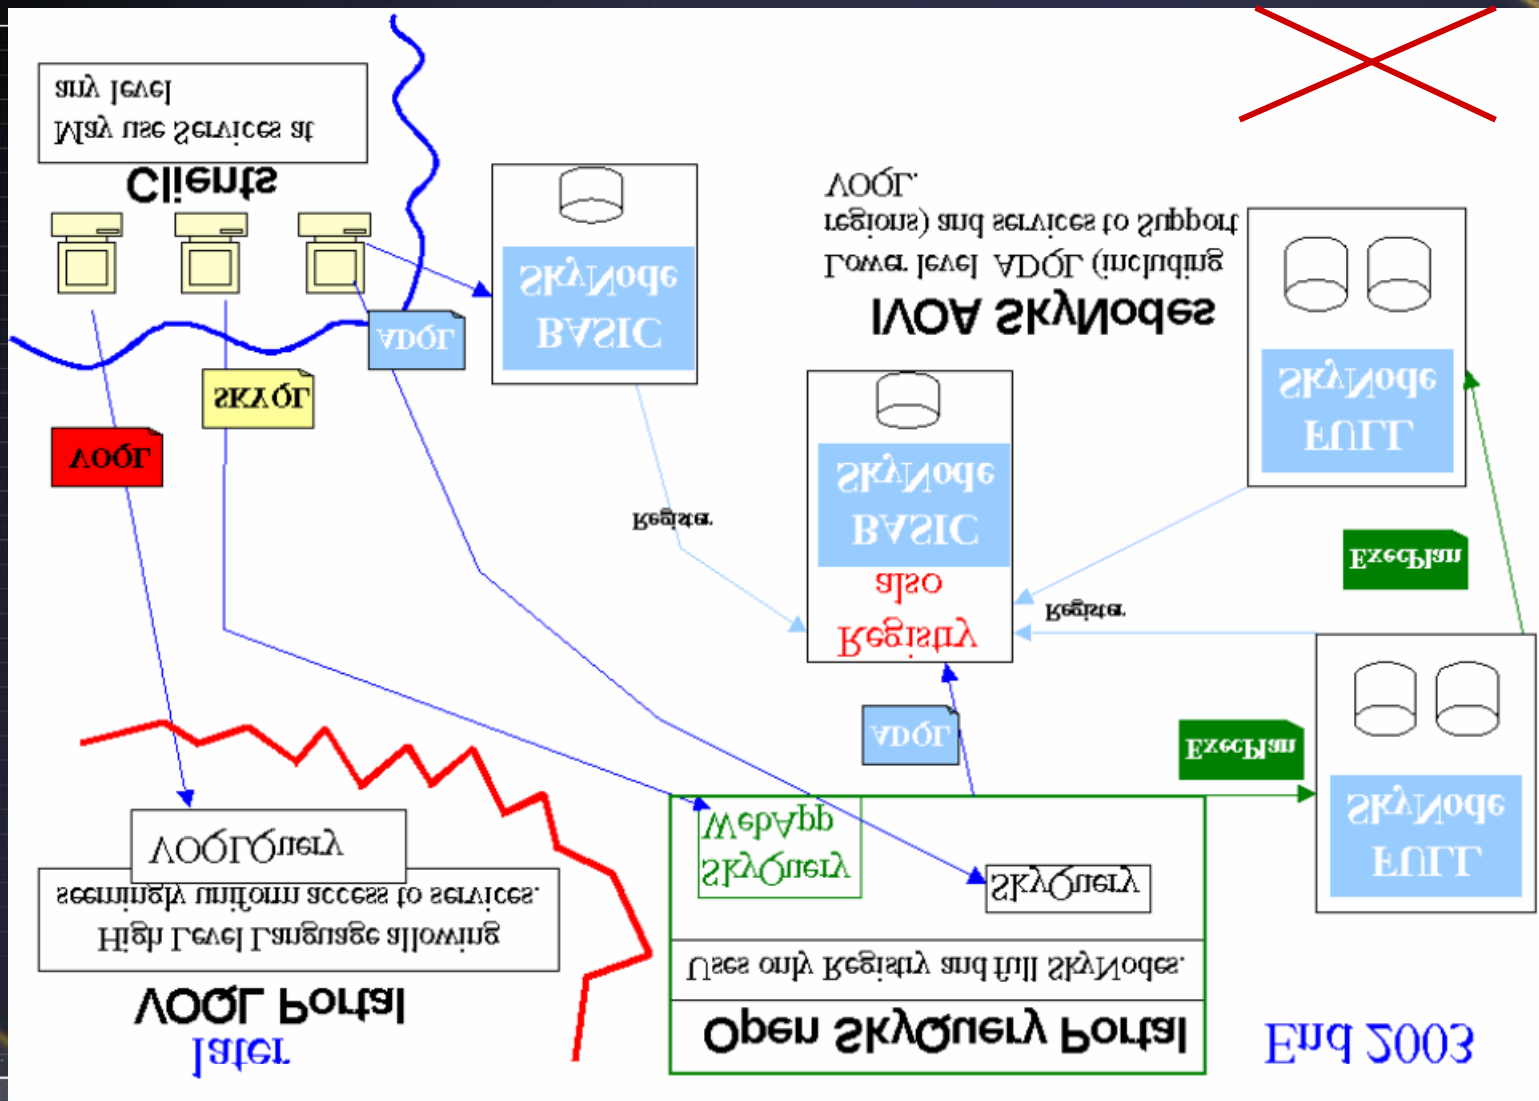 later
VOQL Portal
High Level Language allowing
seemingly uniform access to services.
VOQLQuery
Open SkyQuery Portal
Uses only Registry and full SkyNodes.
SkyQuery
WebApp
SkyQuery
End 2003
FULL
SkyNode
ExecPlan
ADQL
Registry
also
BASIC
SkyNode
Register
ExecPlan
Register
VOQL
SKYQL
ADQL
FULL
SkyNode
BASIC
SkyNode
IVOA SkyNodes
Lower level ADQL (including
regions) and services to Support
VOQL.
Clients
May use Services at
any level